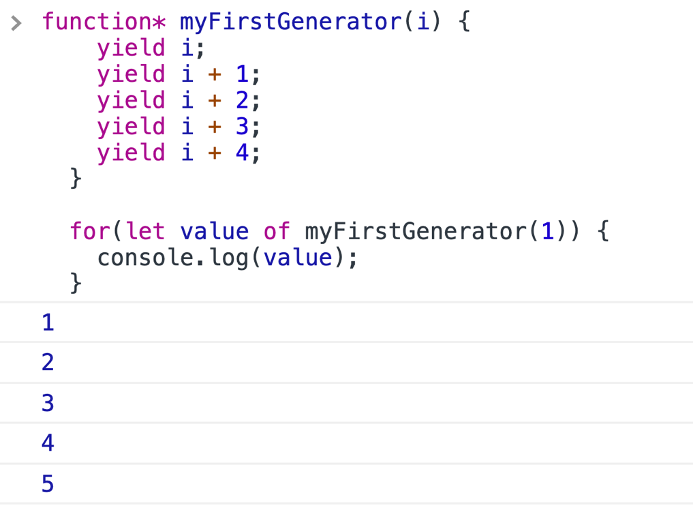 > function* myFirstGenerator(i) {
    yield i;
    yield i + 1;
    yield i + 2;
    yield i + 3;
    yield i + 4;
  }

  for(let value of myFirstGenerator(1)) {
    console.log(value);
  }
1
2
3
4
5